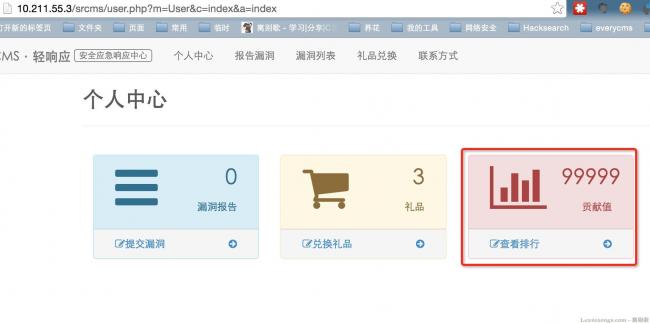 10.211.55.3/srcms/user.php?m=User&c=index&a=index
打开新的标签页 文件夹 页面 常用 临时 离别歌 - 学习|分享|C 养花 我的工具 网络安全 Hacksearch everycms
CMS · 轻响应 安全应急响应中心 个人中心 报告漏洞 漏洞列表 礼品兑换 联系方式
个人中心
0
漏洞报告
提交漏洞
3
礼品
兑换礼品
99999
贡献值
查看排行
Leavesongs.com - 离别歌